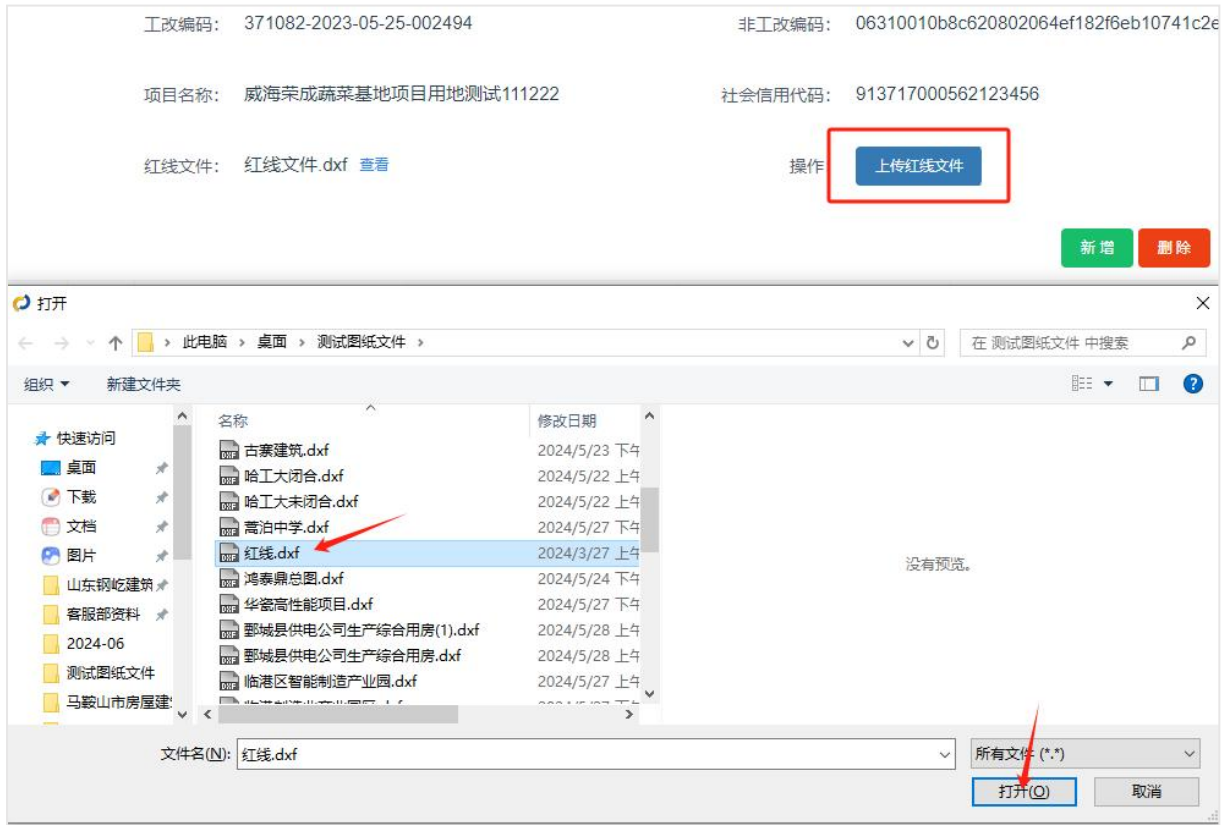 工改编码： 371082-2023-05-25-002494 非工改编码： 06310010b8c620802064ef182f6eb10741c2e
项目名称： 威海荣成蔬菜基地项目用地测试111222 社会信用代码： 913717000562123456
红线文件： 红线文件.dxf 查看 操作 上传红线文件
新增 删除
打开
此电脑 › 桌面 › 测试图纸文件 › 在 测试图纸文件 中搜索
组织 新建文件夹
名称 修改日期
快速访问
古寨建筑.dxf 2024/5/23 下午
桌面 哈工大闭合.dxf 2024/5/22 上午
下载 哈工大未闭合.dxf 2024/5/22 上午
文档 蒿泊中学.dxf 2024/5/27 下午
图片 红线.dxf 2024/3/27 上午
没有预览。
山东钢屹建筑 鸿泰鼎总图.dxf 2024/5/24 下午
客服部资料 华瓷高性能项目.dxf 2024/5/27 下午
2024-06 鄄城县供电公司生产综合用房(1).dxf 2024/5/28 上午
测试图纸文件 鄄城县供电公司生产综合用房.dxf 2024/5/28 上午
马鞍山市房屋建 临港区智能制造产业园.dxf 2024/5/27 上午
文件名(N): 红线.dxf 所有文件 (*.*)
打开(O) 取消